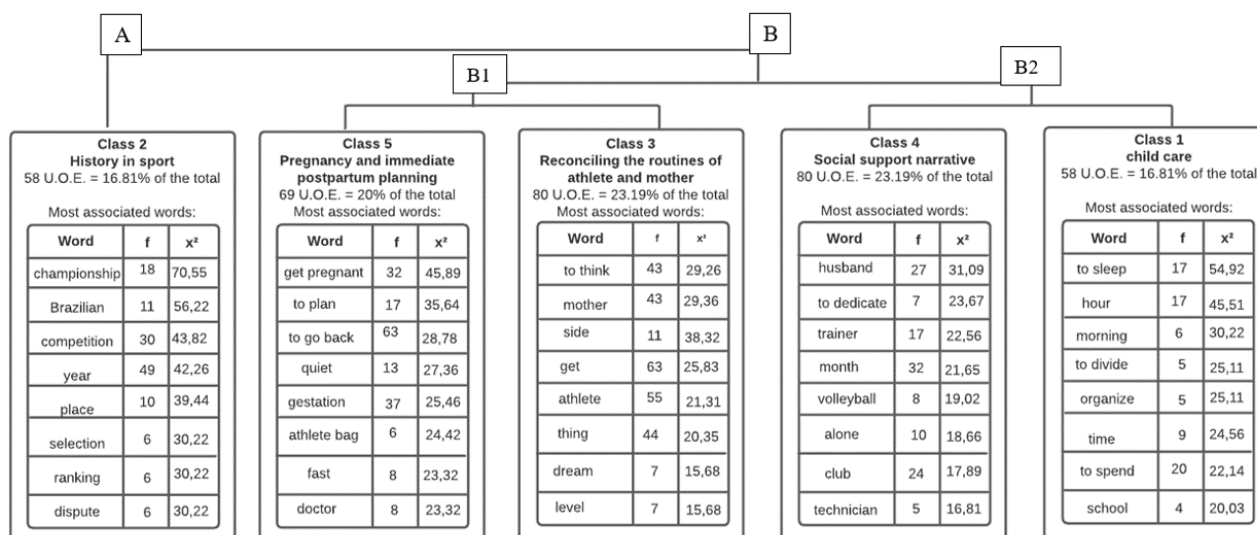 A
B
B1
B2
Class 2
History in sport
58 U.O.E. = 16.81% of the total
Most associated words:
Word f x²
championship 18 70,55
Brazilian 11 56,22
competition 30 43,82
year 49 42,26
place 10 39,44
selection 6 30,22
ranking 6 30,22
dispute 6 30,22
Class 5
Pregnancy and immediate
postpartum planning
69 U.O.E. = 20% of the total
Most associated words:
Word f x²
get pregnant 32 45,89
to plan 17 35,64
to go back 63 28,78
quiet 13 27,36
gestation 37 25,46
athlete bag 6 24,42
fast 8 23,32
doctor 8 23,32
Class 3
Reconciling the routines of
athlete and mother
80 U.O.E. = 23.19% of the total
Most associated words:
Word f x²
to think 43 29,26
mother 43 29,36
side 11 38,32
get 63 25,83
athlete 55 21,31
thing 44 20,35
dream 7 15,68
level 7 15,68
Class 4
Social support narrative
80 U.O.E. = 23.19% of the total
Most associated words:
Word f x²
husband 27 31,09
to dedicate 7 23,67
trainer 17 22,56
month 32 21,65
volleyball 8 19,02
alone 10 18,66
club 24 17,89
technician 5 16,81
Class 1
child care
58 U.O.E. = 16.81% of the total
Most associated words:
Word f x²
to sleep 17 54,92
hour 17 45,51
morning 6 30,22
to divide 5 25,11
organize 5 25,11
time 9 24,56
to spend 20 22,14
school 4 20,03